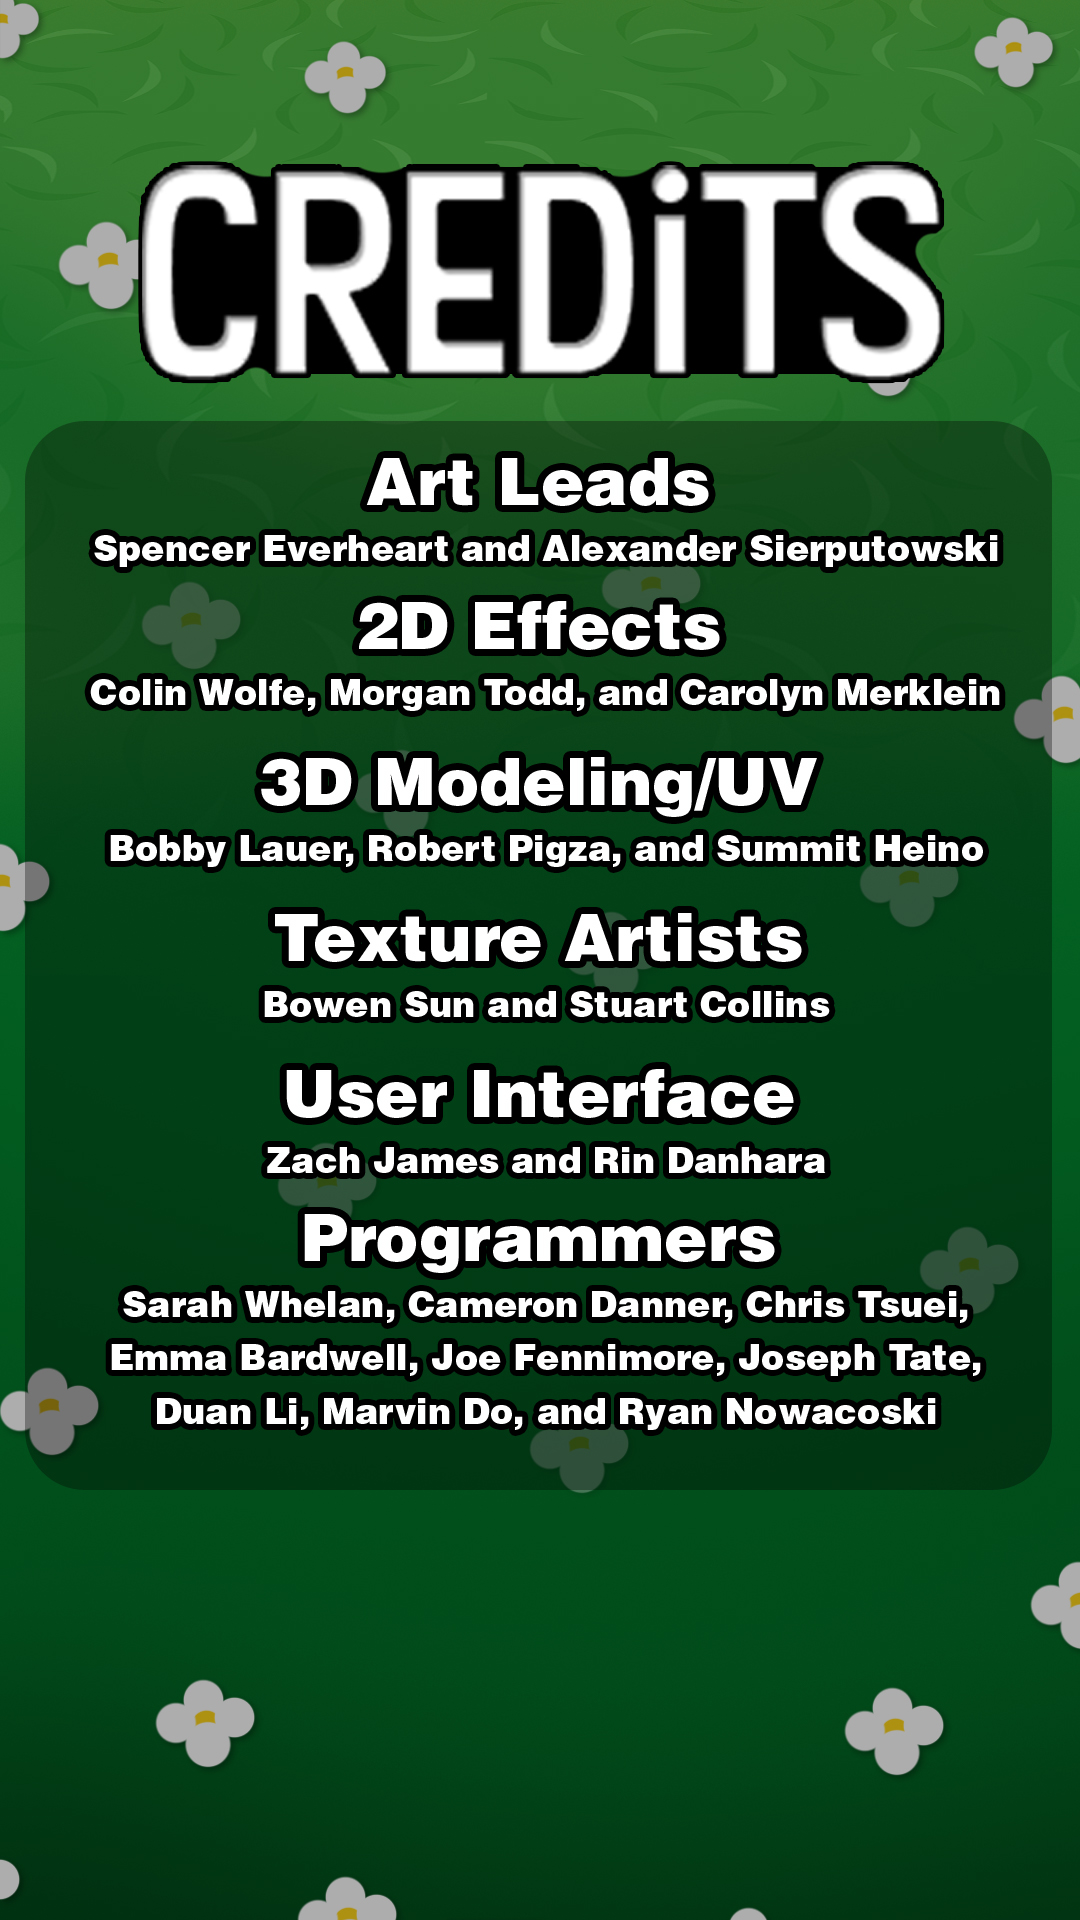 CREDiTS
Art Leads
Spencer Everheart and Alexander Sierputowski
2D Effects
Colin Wolfe, Morgan Todd, and Carolyn Merklein
3D Modeling/UV
Bobby Lauer, Robert Pigza, and Summit Heino
Texture Artists
Bowen Sun and Stuart Collins
User Interface
Zach James and Rin Danhara
Programmers
Sarah Whelan, Cameron Danner, Chris Tsuei,
Emma Bardwell, Joe Fennimore, Joseph Tate,
Duan Li, Marvin Do, and Ryan Nowacoski